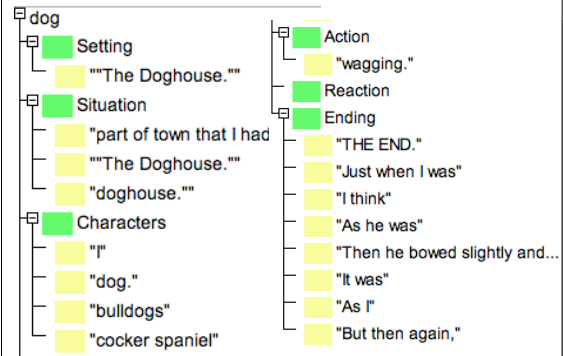 dog
Setting
""The Doghouse.""
Situation
"part of town that I had
""The Doghouse.""
"doghouse.""
Characters
"I"
"dog."
"bulldogs"
"cocker spaniel"
Action
"wagging."
Reaction
Ending
"THE END."
"Just when I was"
"I think"
"As he was"
"Then he bowed slightly and...
"It was"
"As I"
"But then again,"